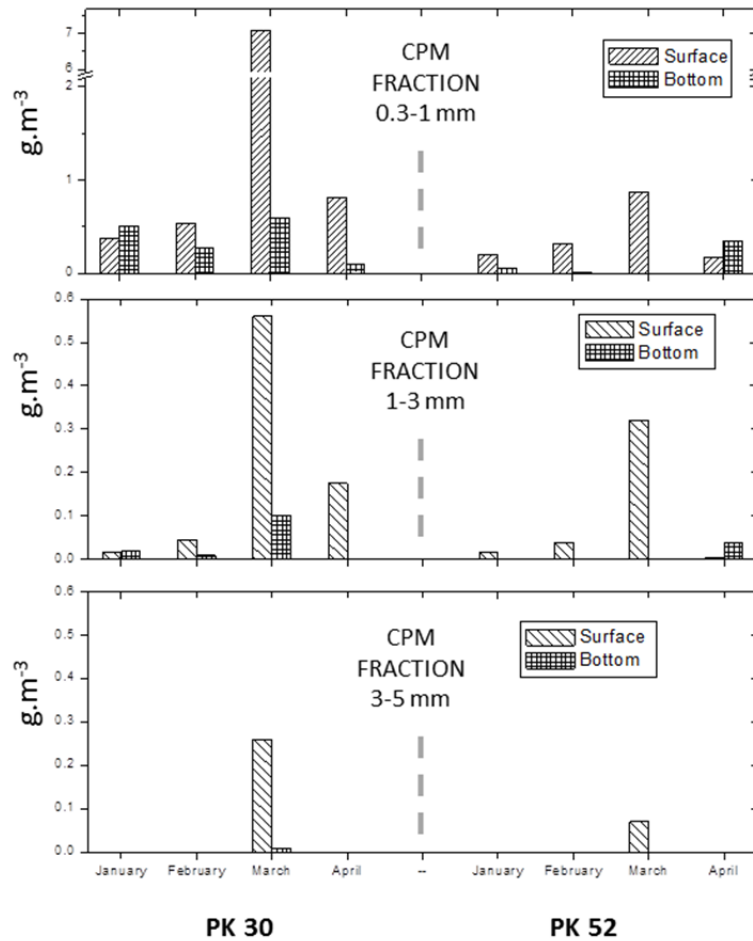 7
6
2
1
0
g.m-3
CPM
FRACTION
0.3-1 mm
Surface
Bottom
0.6
0.5
0.4
0.3
0.2
0.1
0.0
g.m-3
CPM
FRACTION
1-3 mm
Surface
Bottom
0.6
0.5
0.4
0.3
0.2
0.1
0.0
g.m-3
CPM
FRACTION
3-5 mm
Surface
Bottom
January February March April -- January February March April
PK 30 PK 52